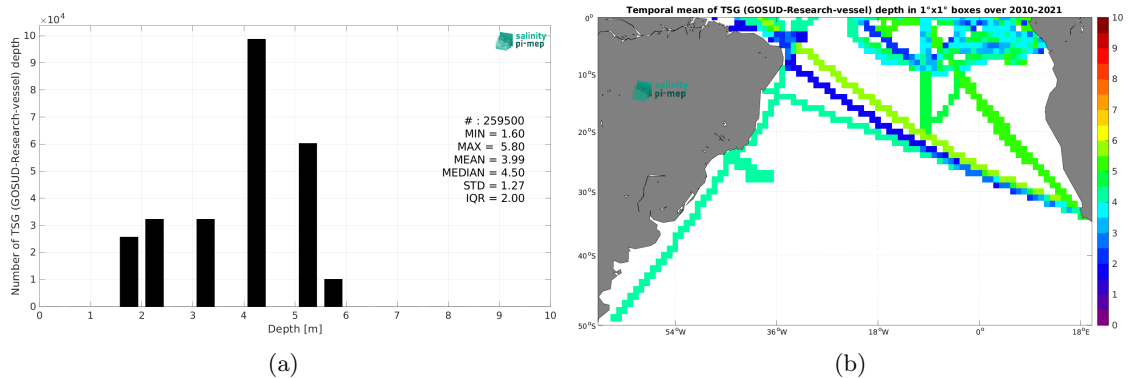 ×10⁴
10
9
8
7
6
5
4
3
2
1
0
Number of TSG (GOSUD-Research-vessel) depth
salinity
pi-mep
# : 259500
MIN = 1.60
MAX = 5.80
MEAN = 3.99
MEDIAN = 4.50
STD = 1.27
IQR = 2.00
0 1 2 3 4 5 6 7 8 9 10
Depth [m]
(a)
Temporal mean of TSG (GOSUD-Research-vessel) depth in 1°x1° boxes over 2010-2021
0°
10°S
20°S
30°S
40°S
50°S
salinity
pi-mep
54°W 36°W 18°W 0° 18°E
10
9
8
7
6
5
4
3
2
1
0
(b)